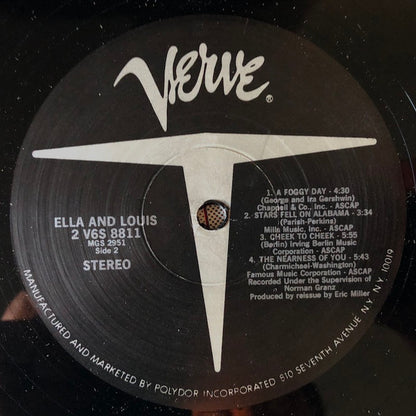 Verve®
ELLA AND LOUIS
2 V6S 8811
MGS 2951
Side 2
STEREO
1. A FOGGY DAY - 4:30
(George and Ira Gershwin)
Chappell & Co., Inc. - ASCAP
2. STARS FELL ON ALABAMA - 3:34
(Parish-Perkins)
Mills Music, Inc. - ASCAP
3. CHEEK TO CHEEK - 5:55
(Berlin) Irving Berlin Music
Corporation - ASCAP
4. THE NEARNESS OF YOU - 5:43
(Charmichael-Washington)
Famous Music Corporation - ASCAP
Recorded Under the Supervision of
Norman Granz
Produced by reissue by Eric Miller
MANUFACTURED AND MARKETED BY POLYDOR INCORPORATED 810 SEVENTH AVENUE, N.Y. N.Y. 10019